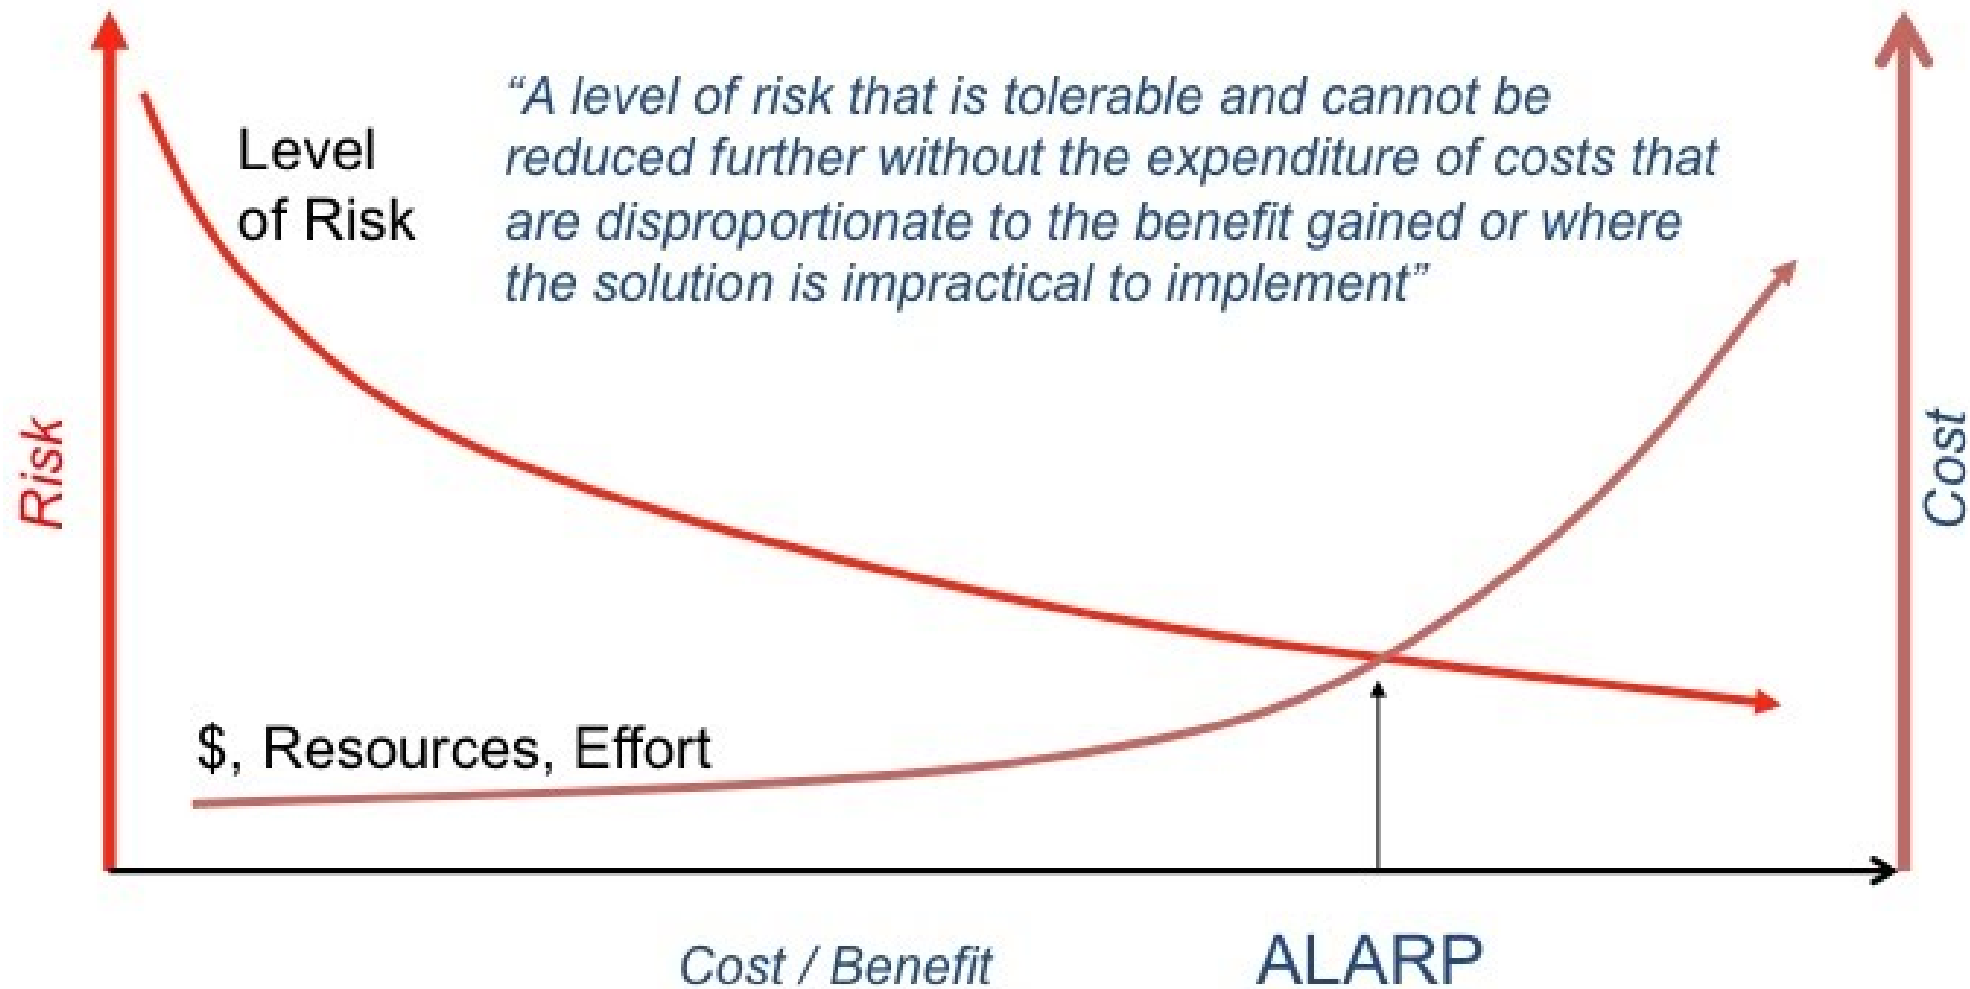 “A level of risk that is tolerable and cannot be
reduced further without the expenditure of costs that
are disproportionate to the benefit gained or where
the solution is impractical to implement”
Level
of Risk
Risk
Cost
$, Resources, Effort
Cost / Benefit
ALARP